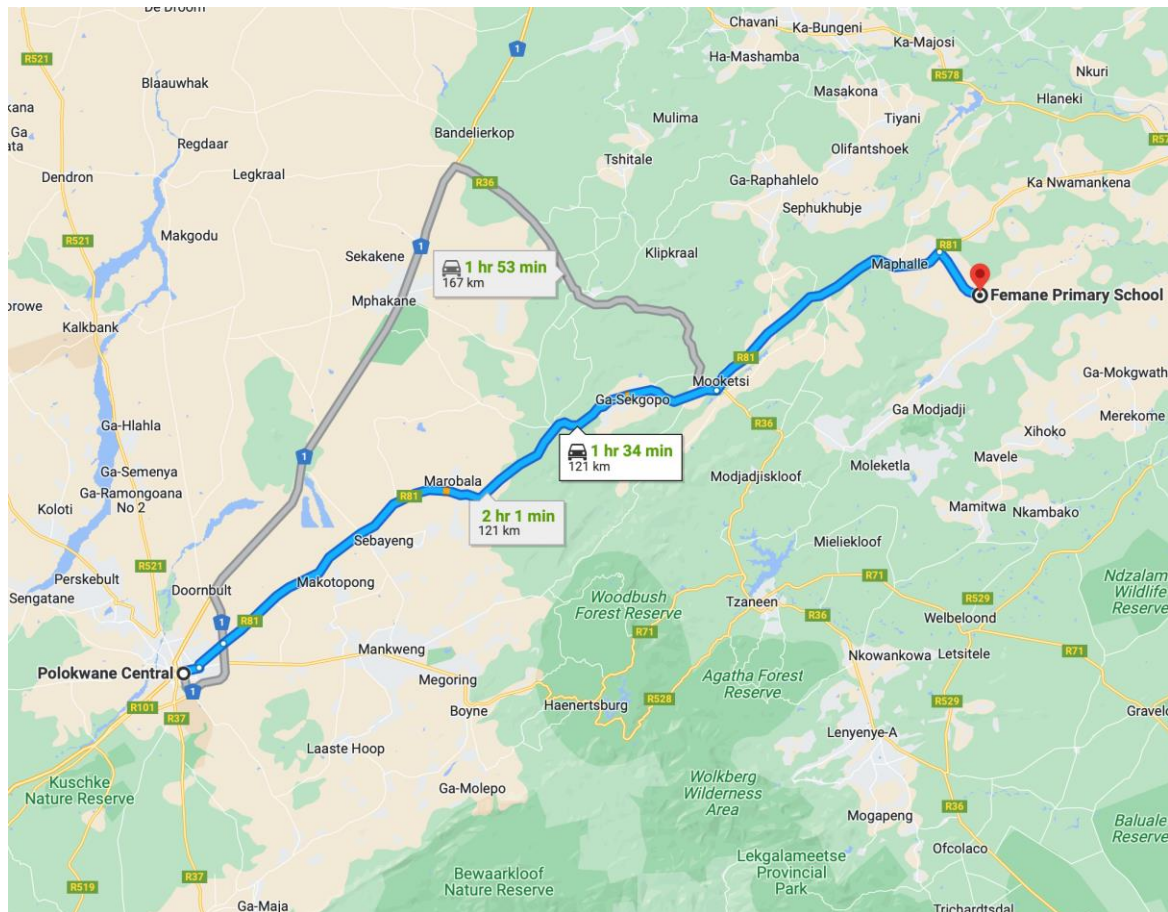 De Droom
Chavani
Ka-Bungeni
1
Ka-Majosi
R521
Ha-Mashamba
R578
Nkuri
Blaauwhak
Masakona
Hlaneki
kana
Ga
ata
Bandelierkop
Mulima
Tiyani
Regdaar
Olifantshoek
R57
Tshitale
Dendron
Legkraal
R36
Ga-Raphahlelo
Ka Nwamankena
Sephukhubje
R521
Makgodu
1
R81
Sekakene
Klipkraal
Maphalle
1 hr 53 min
167 km
Femane Primary School
orowe
Mphakane
Kalkbank
R81
Mooketsi
Ga-Mokgwath
Ga-Sekgopo
Ga-Hlahla
R36
Ga Modjadji
Merekome
1 hr 34 min
121 km
Xihoko
1
Ga-Semenya
Moleketla
Mavele
Marobala
Modjadjiskloof
Ga-Ramongoana
No 2
R81
Koloti
Mamitwa
Nkambako
2 hr 1 min
121 km
Sebayeng
Mieliekloof
R521
Perskebult
Makotopong
R71
Ndzalam
Wildlife
Reserve
Sengatane
Doornbult
Woodbush
Forest Reserve
Tzaneen
R529
R36
1
R81
Welbeloond
R71
Mankweng
Nkowankowa
Letsitele
R71
Polokwane Central
Megoring
Agatha Forest
Reserve
1
R528
R101
R37
Boyne
Haenertsburg
R529
Gravelo
Laaste Hoop
Lenyenye-A
Kuschke
Nature Reserve
Wolkberg
Wilderness
Area
Ga-Molepo
R36
Mogapeng
Baluale
Reserve
Lekgalameetse
Provincial
Park
Ofcolaco
Bewaarkloof
Nature Reserve
R37
R519
Ga-Maja
Trichardtsdal